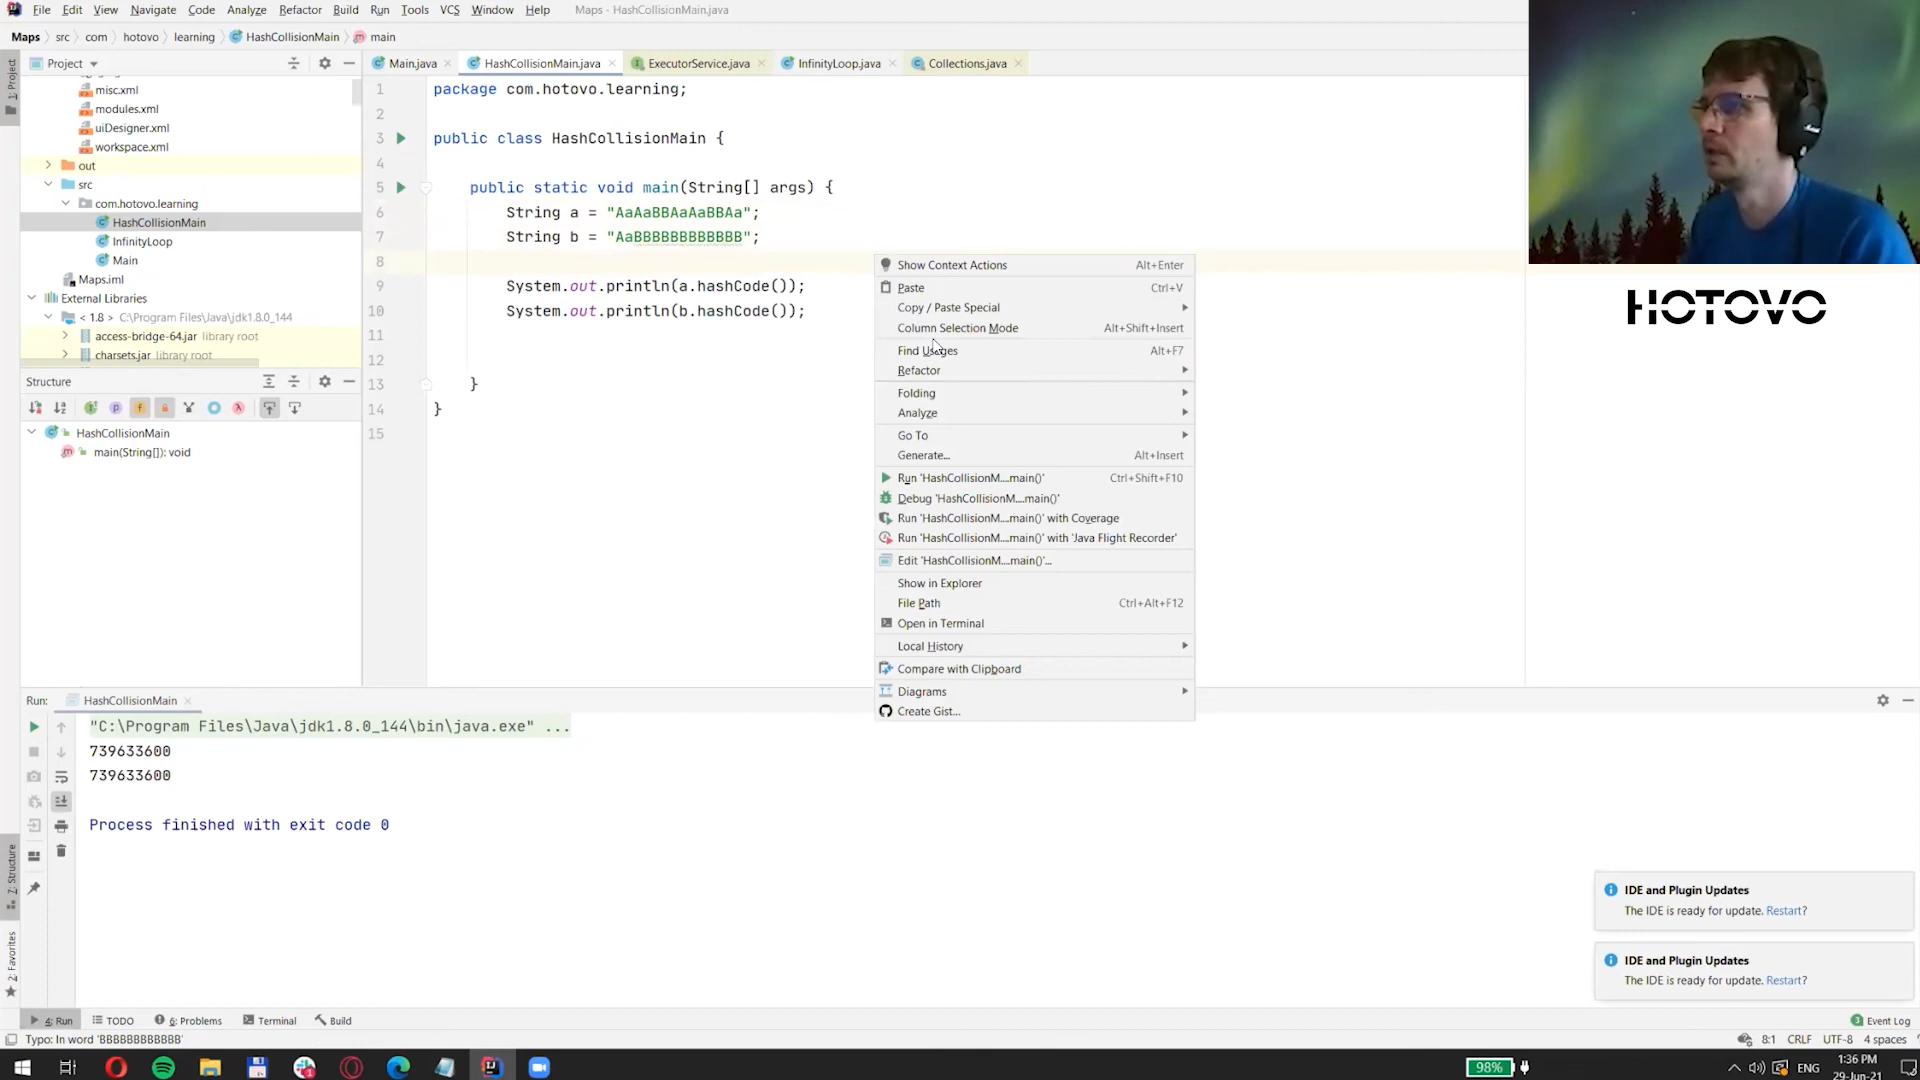 File Edit View Navigate Code Analyze Refactor Build Run Tools VCS Window Help Maps - HashCollisionMain.java
Maps src com hotovo learning HashCollisionMain main
Project
Main.java HashCollisionMain.java ExecutorService.java InfinityLoop.java Collections.java
1: Project
misc.xml
modules.xml
uiDesigner.xml
workspace.xml
out
src
com.hotovo.learning
HashCollisionMain
InfinityLoop
Main
Maps.iml
External Libraries
< 1.8 > C:\Program Files\Java\jdk1.8.0_144
access-bridge-64.jar library root
charsets.jar library root
Structure
HashCollisionMain
main(String[]): void
1 package com.hotovo.learning;
2
3 public class HashCollisionMain {
4
5 public static void main(String[] args) {
6 String a = "AaAaBBAaAaBBAa";
7 String b = "AaBBBBBBBBBBBB";
8
9 System.out.println(a.hashCode());
10 System.out.println(b.hashCode());
11
12
13 }
14 }
15
Show Context Actions Alt+Enter
Paste Ctrl+V
Copy / Paste Special
Column Selection Mode Alt+Shift+Insert
Find Usages Alt+F7
Refactor
Folding
Analyze
Go To
Generate... Alt+Insert
Run 'HashCollisionM....main()' Ctrl+Shift+F10
Debug 'HashCollisionM....main()'
Run 'HashCollisionM....main()' with Coverage
Run 'HashCollisionM....main()' with 'Java Flight Recorder'
Edit 'HashCollisionM....main()'...
Show in Explorer
File Path Ctrl+Alt+F12
Open in Terminal
Local History
Compare with Clipboard
Diagrams
Create Gist...
HOTOVO
Run: HashCollisionMain
"C:\Program Files\Java\jdk1.8.0_144\bin\java.exe" ...
739633600
739633600
Process finished with exit code 0
7: Structure
2: Favorites
IDE and Plugin Updates
The IDE is ready for update. Restart?
IDE and Plugin Updates
The IDE is ready for update. Restart?
4: Run TODO 6: Problems Terminal Build 3 Event Log
Typo: In word 'BBBBBBBBBBBB' 8:1 CRLF UTF-8 4 spaces
98% ENG 1:36 PM
29-Jun-21